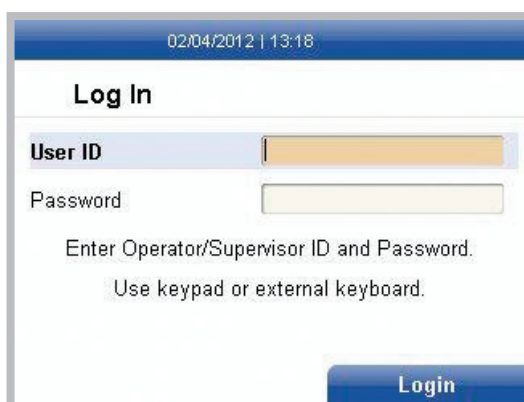 02/04/2012 | 13:18
Log In
User ID
Password
Enter Operator/Supervisor ID and Password.
Use keypad or external keyboard.
Login